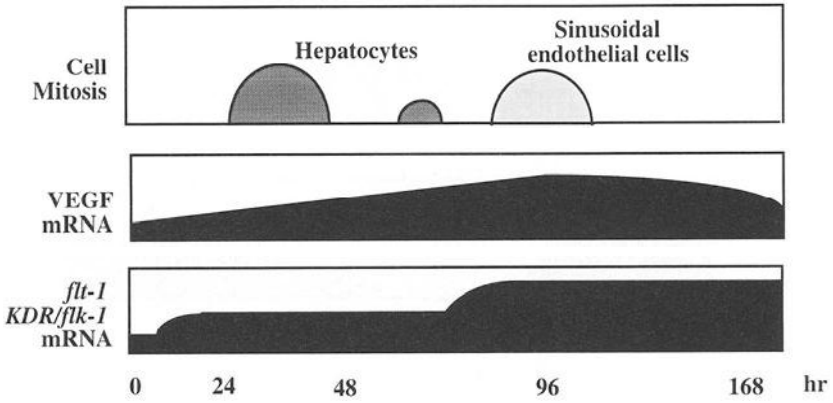 Cell
Mitosis
Hepatocytes
Sinusoidal
endothelial cells
VEGF
mRNA
flt-1
KDR/flk-1
mRNA
0 24 48 96 168 hr